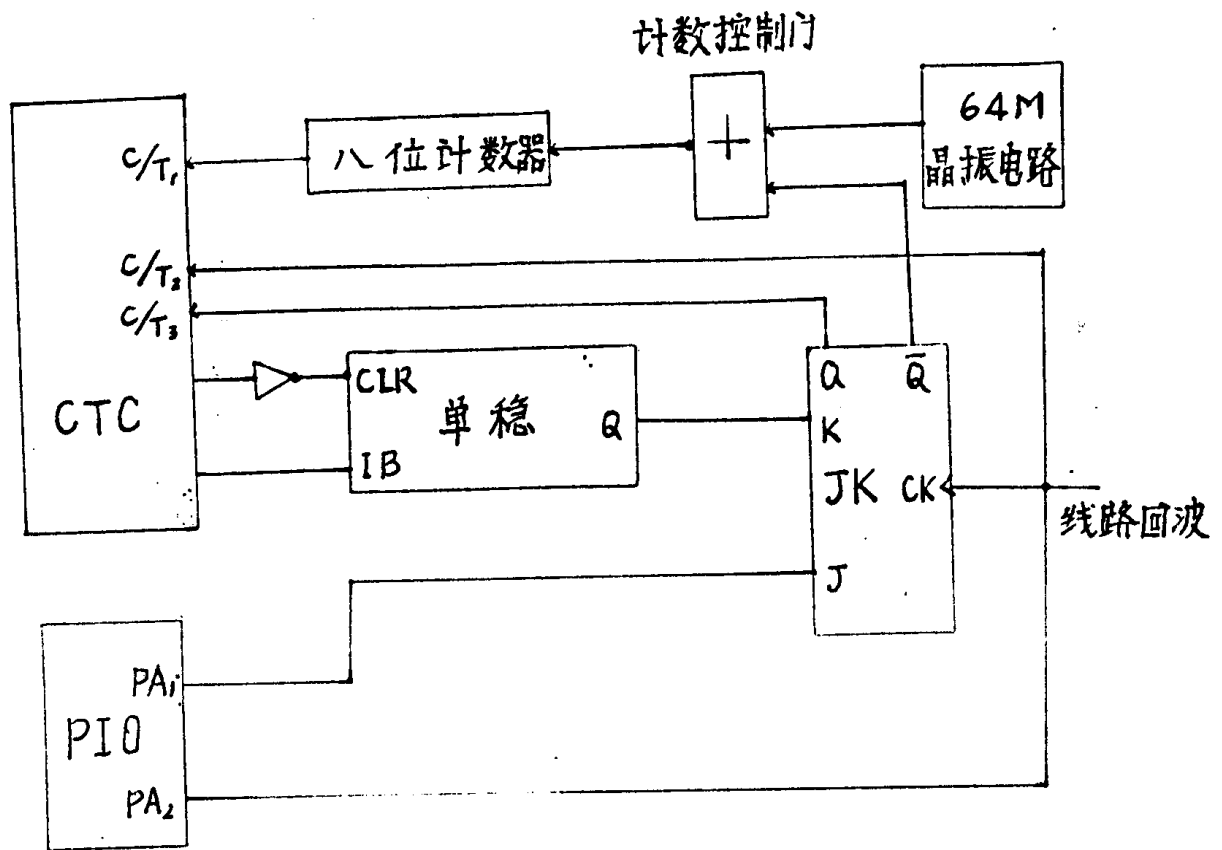 计数控制门
64M
晶振电路
+
八位计数器
C/T₁
C/T₂
C/T₃
CTC
CLR
单稳
Q
IB
Q
Q̅
K
JK
CK
J
线路回波
PA₁
PIO
PA₂